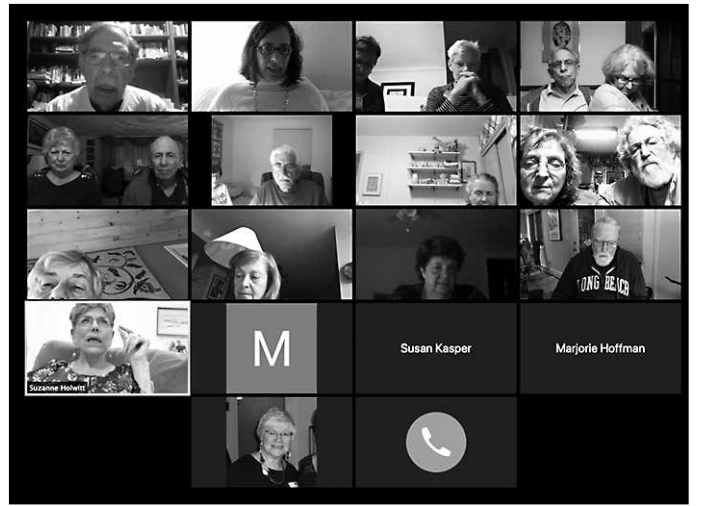 LONG BEACH
Suzanne Holwitt
M
Susan Kasper
Marjorie Hoffman